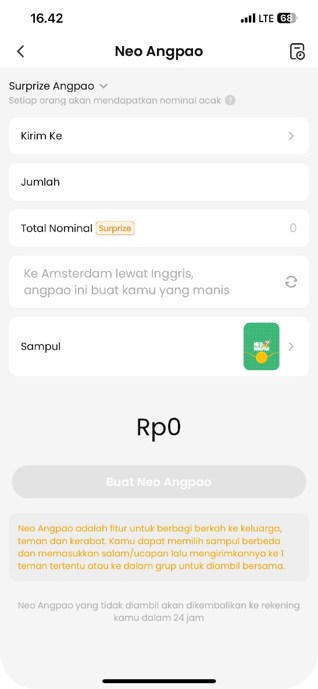 16.42
LTE 68
Neo Angpao
Surprize Angpao
Setiap orang akan mendapatkan nominal acak ?
Kirim Ke
Jumlah
Total Nominal Surprize 0
Ke Amsterdam lewat Inggris,
angpao ini buat kamu yang manis
Sampul
Rp0
Buat Neo Angpao
Neo Angpao adalah fitur untuk berbagi berkah ke keluarga,
teman dan kerabat. Kamu dapat memilih sampul berbeda
dan memasukkan salam/ucapan lalu mengirimkannya ke 1
teman tertentu atau ke dalam grup untuk diambil bersama.
Neo Angpao yang tidak diambil akan dikembalikan ke rekening
kamu dalam 24 jam